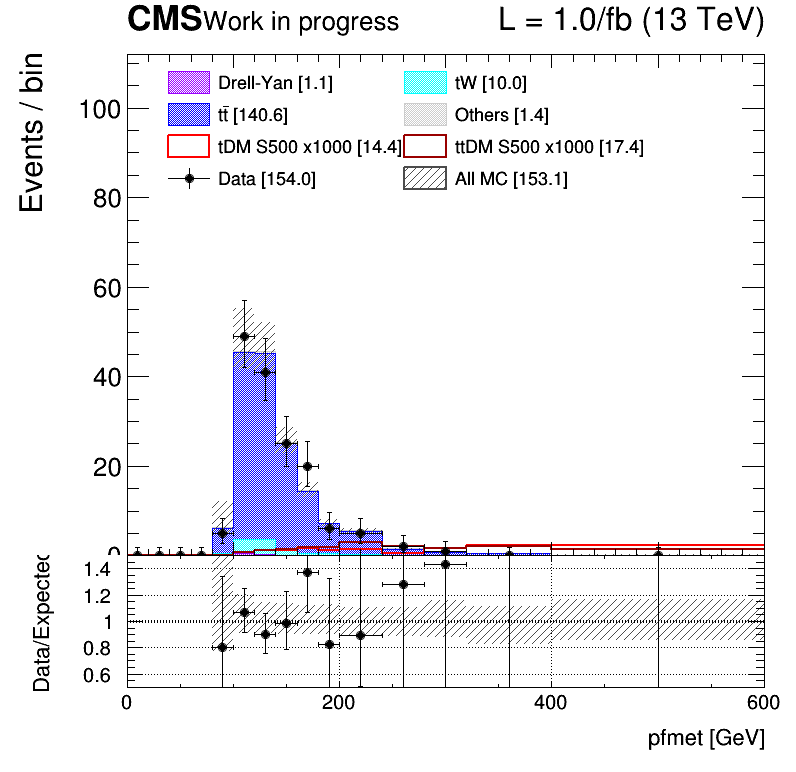 CMS Work in progress L = 1.0/fb (13 TeV)
Events / bin
Drell-Yan [1.1] tW [10.0]
tt̄ [140.6] Others [1.4]
tDM S500 x1000 [14.4] ttDM S500 x1000 [17.4]
Data [154.0] All MC [153.1]
100
80
60
40
20
0
Data/Expected
1.4
1.2
1
0.8
0.6
0 200 400 600
pfmet [GeV]